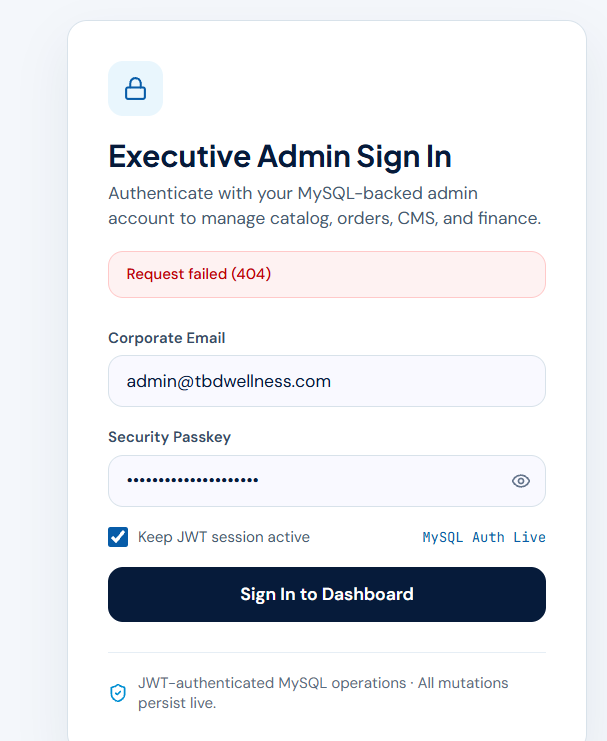 Executive Admin Sign In
Authenticate with your MySQL-backed admin
account to manage catalog, orders, CMS, and finance.
Request failed (404)
Corporate Email
admin@tbdwellness.com
Security Passkey
Keep JWT session active
MySQL Auth Live
Sign In to Dashboard
JWT-authenticated MySQL operations · All mutations
persist live.